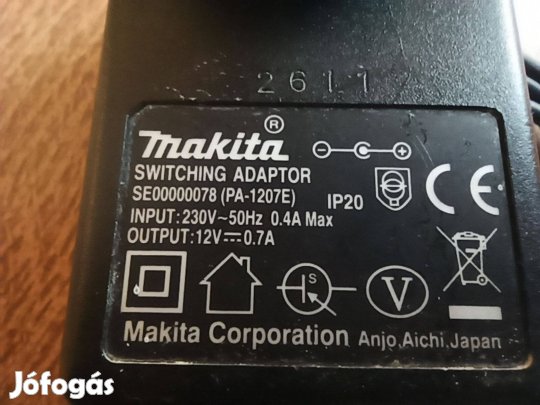 2611
makita®
SWITCHING ADAPTOR
SE00000078 (PA-1207E) IP20
INPUT:230V~50Hz 0.4A Max
OUTPUT:12V⎓0.7A
CE
S
V
Makita Corporation Anjo,Aichi,Japan
Jófogás